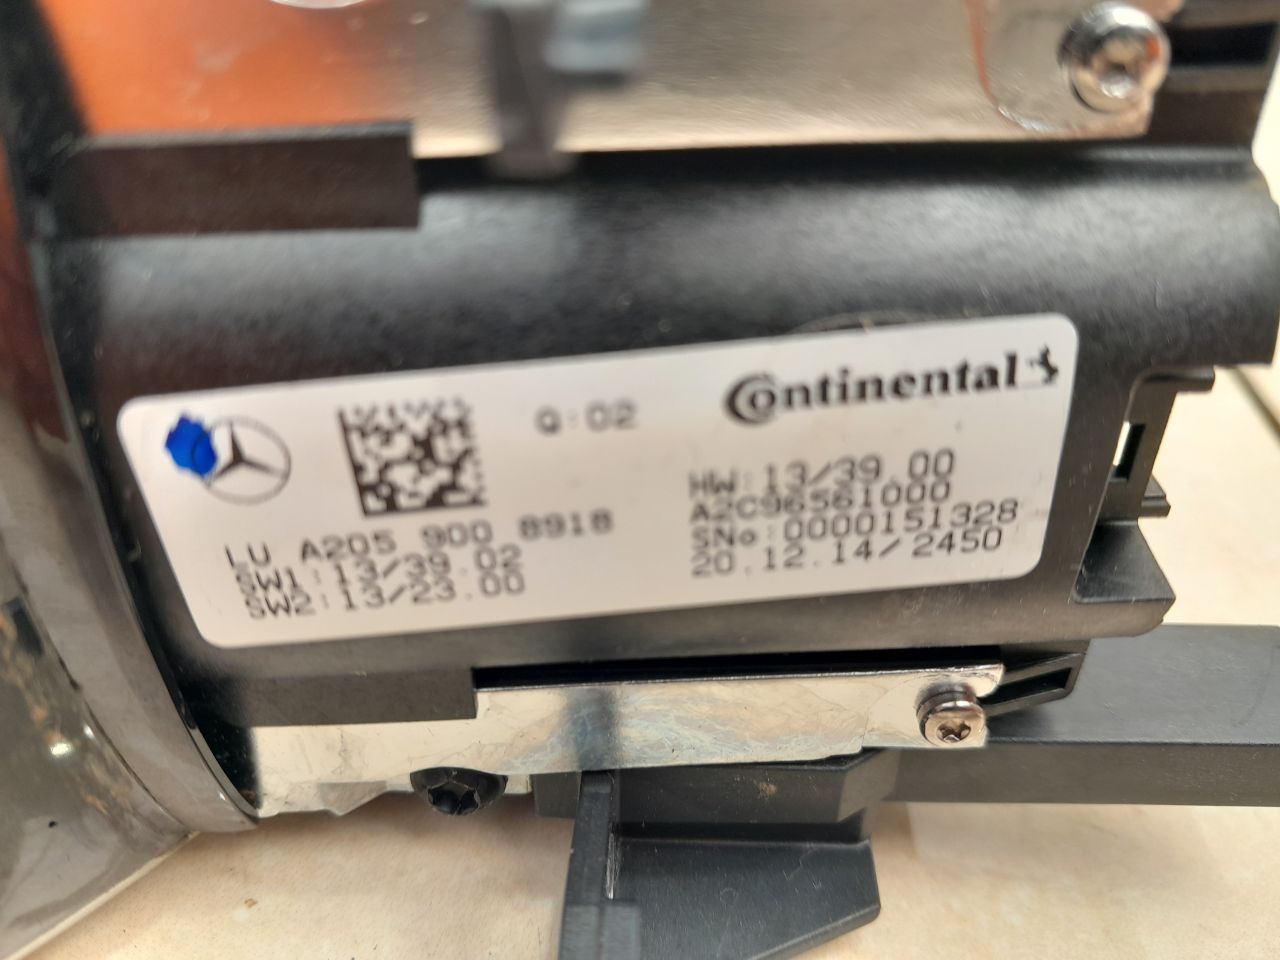 Q:02
Continental
LU A205 900 8918
SW1:13/39.02
SW2:13/23.00
HW:13/39.00
A2C96561000
SNo:0000151328
20.12.14/2450